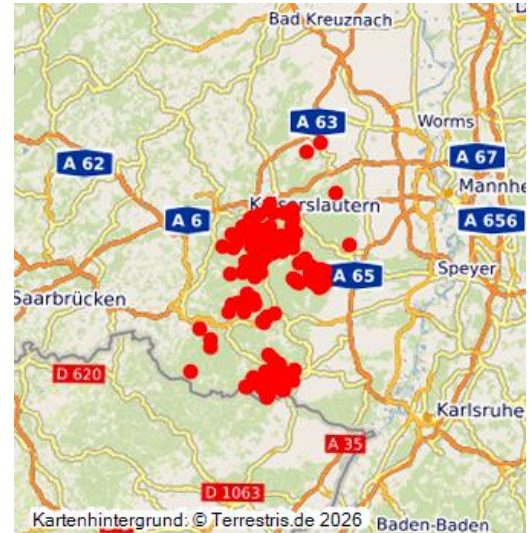 Bad Kreuznach
A 63
Worms
A 62
A 67
Kaiserslautern
Mannhe
A 6
A 656
A 65
Speyer
Saarbrücken
D 620
Karlsruhe
A 35
D 1063
Kartenhintergrund: © Terrestris.de 2026
Baden-Baden